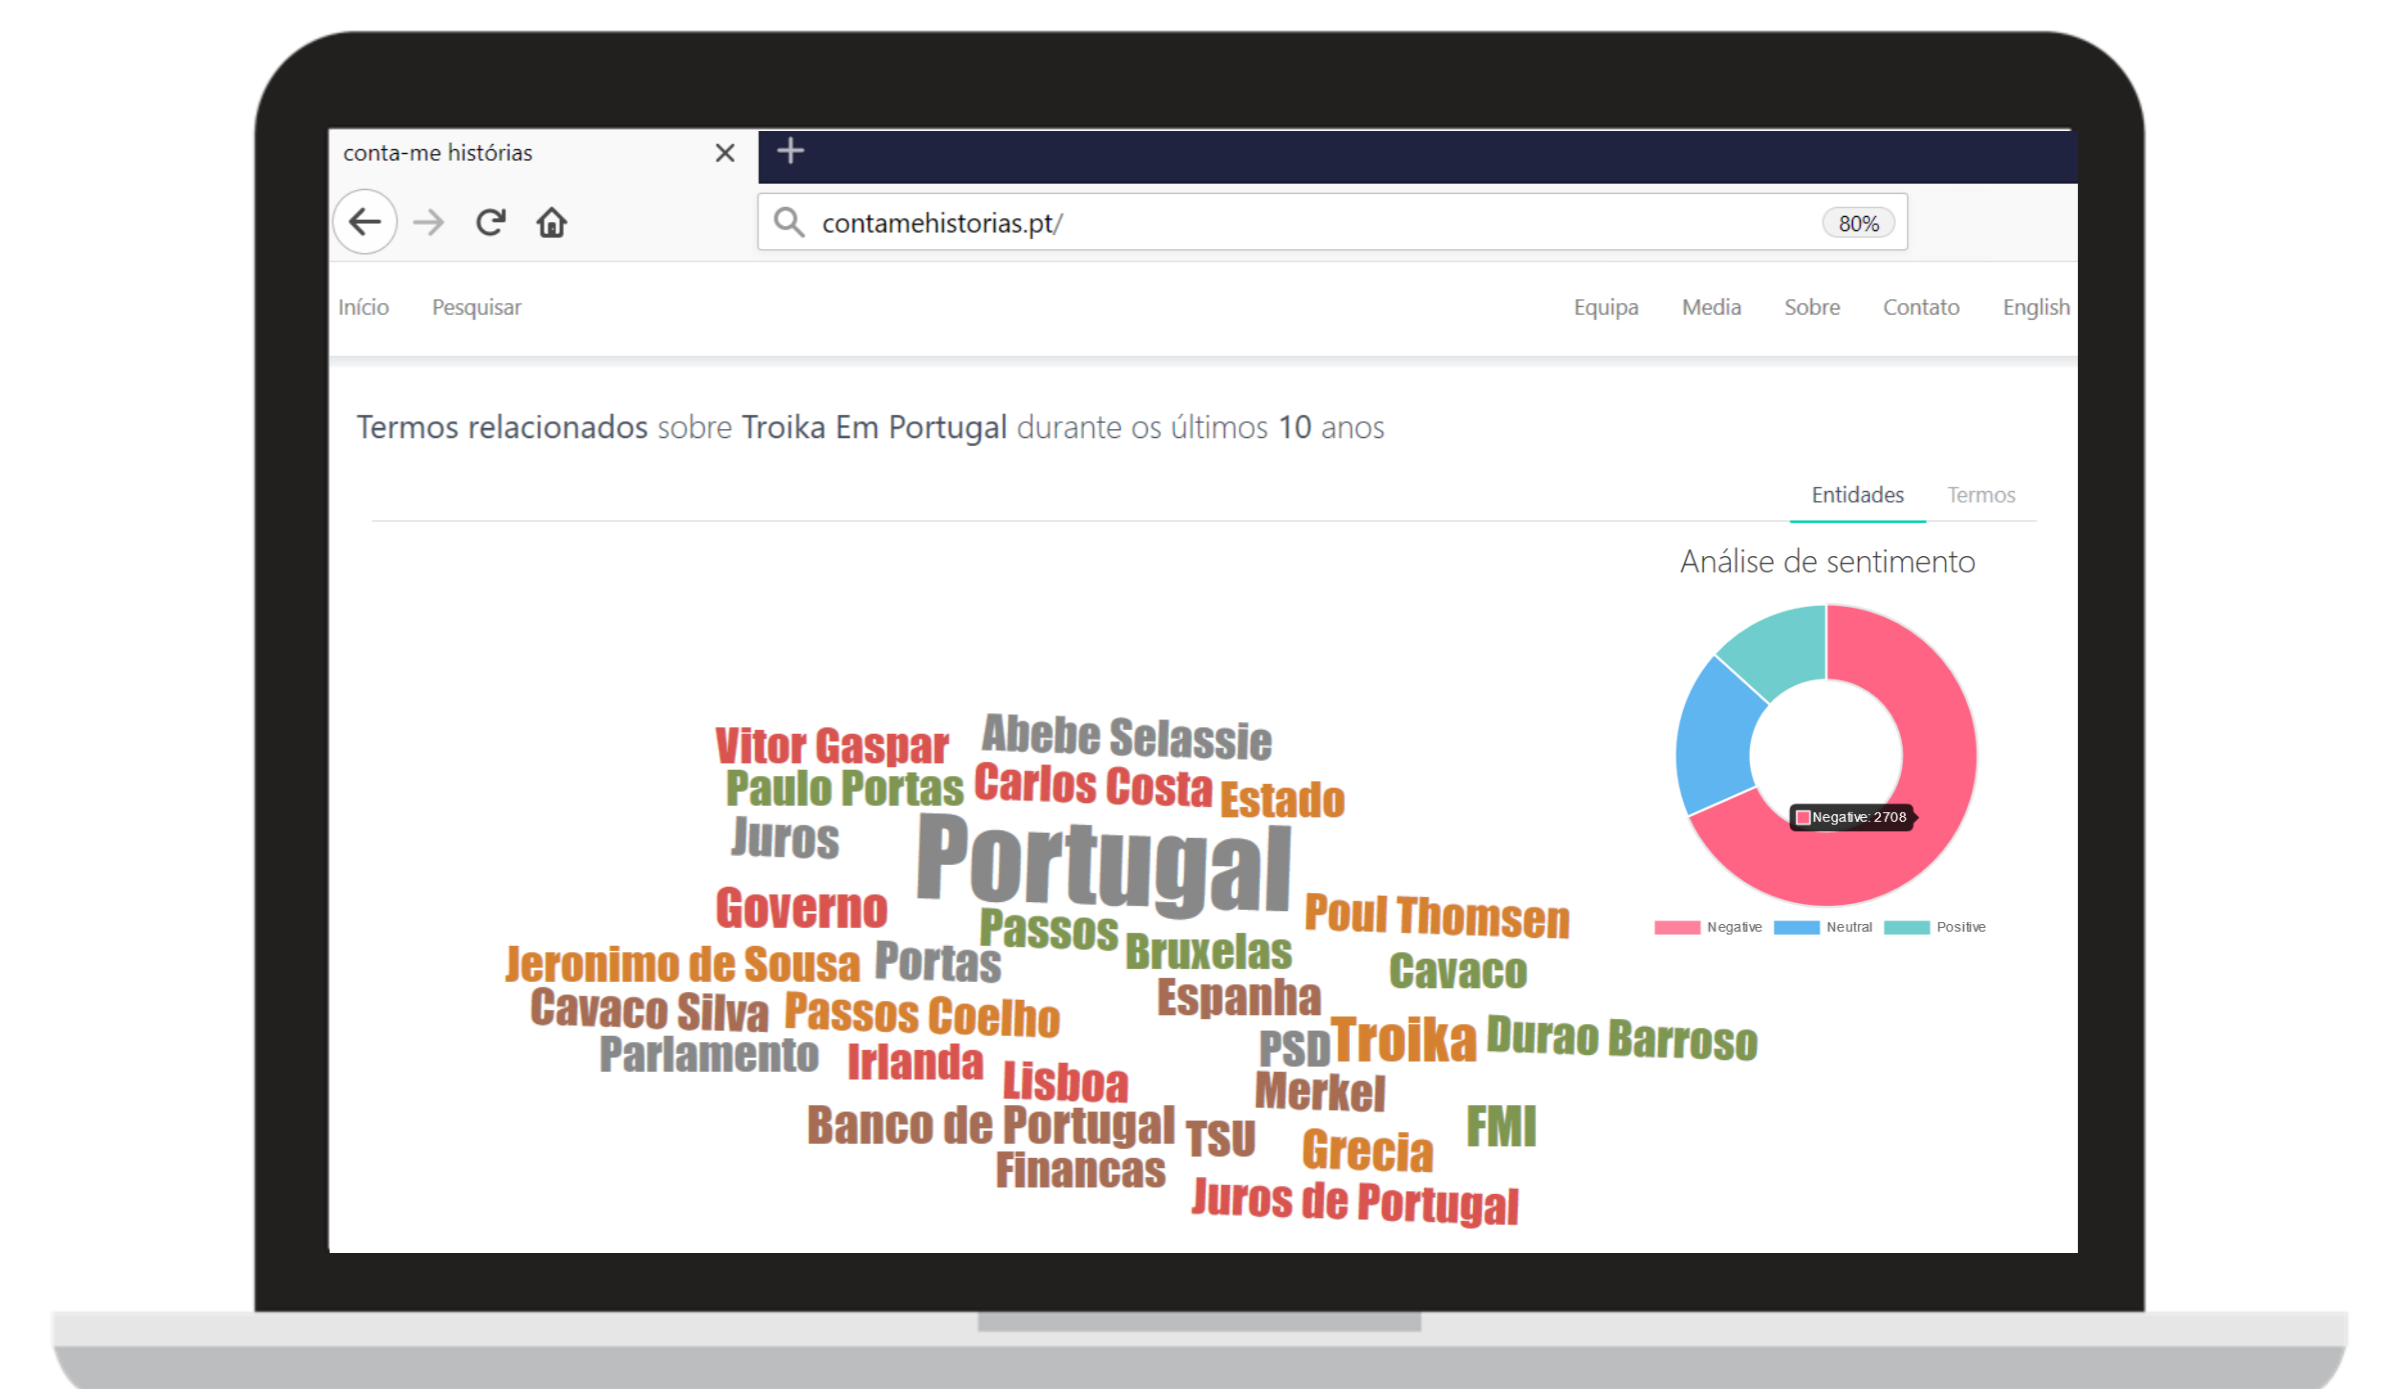 conta-me histórias
contamehistorias.pt/ 80%
Início Pesquisar Equipa Media Sobre Contato English
Termos relacionados sobre Troika Em Portugal durante os últimos 10 anos
Entidades Termos
Análise de sentimento
Negative: 2708
Negative Neutral Positive
Vitor Gaspar Abebe Selassie
Paulo Portas Carlos Costa Estado
Juros Portugal
Governo Passos Poul Thomsen
Jeronimo de Sousa Portas Bruxelas Cavaco
Cavaco Silva Passos Coelho Espanha
Parlamento Irlanda PSD Troika Durao Barroso
Lisboa Merkel
Banco de Portugal TSU Grecia FMI
Financas Juros de Portugal